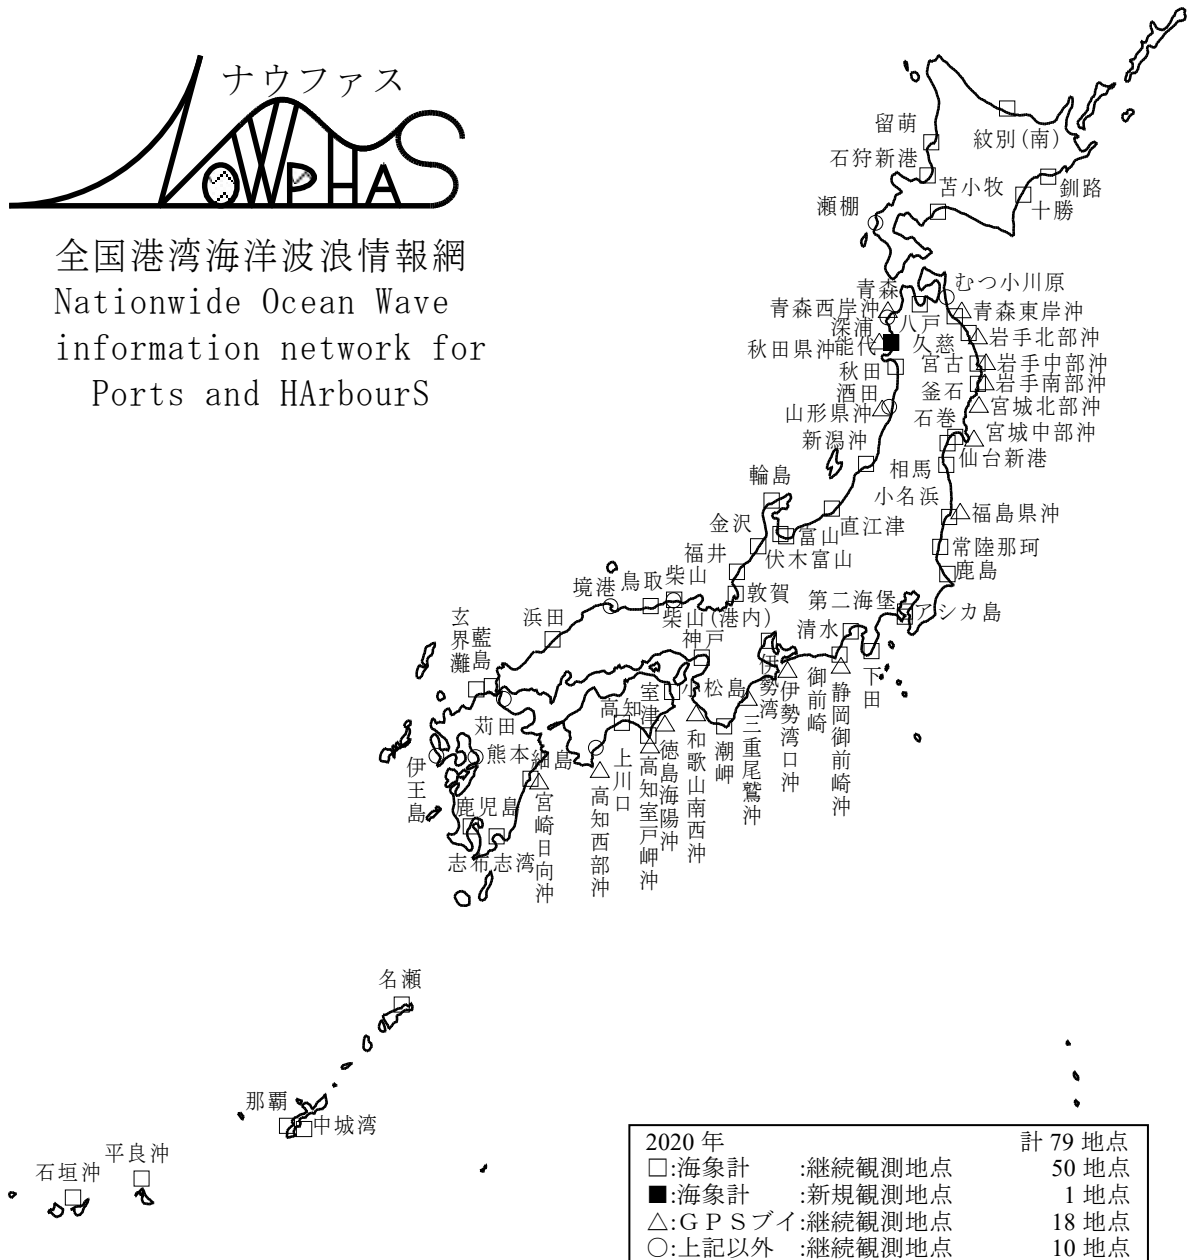 ナウファス
NOWPHAS
全国港湾海洋波浪情報網
Nationwide Ocean Wave
information network for
Ports and HArbourS
留萌
紋別(南)
石狩新港
苫小牧
釧路
十勝
瀬棚
むつ小川原
青森
青森西岸沖
青森東岸沖
深浦
八戸
岩手北部沖
秋田県沖
能代
久慈
宮古
岩手中部沖
秋田
釜石
岩手南部沖
酒田
宮城北部沖
山形県沖
石巻
宮城中部沖
新潟沖
仙台新港
相馬
輪島
小名浜
福島県沖
金沢
直江津
富山
伏木富山
常陸那珂
福井
鹿島
境港
鳥取
柴山
敦賀
第二海堡
アシカ島
柴山(港内)
浜田
神戸
清水
玄界灘
藍島
伊勢湾
伊勢湾口沖
御前崎
静岡御前崎沖
下田
室津
小松島
高知
苅田
三重尾鷲沖
潮岬
和歌山南西沖
徳島海陽沖
高知室戸岬沖
上川口
高知西部沖
熊本
細島
伊王島
宮崎日向沖
鹿児島
志布志湾
名瀬
那覇
中城湾
平良沖
石垣沖
2020 年 計 79 地点
□:海象計 :継続観測地点 50 地点
■:海象計 :新規観測地点 1 地点
△:ＧＰＳブイ:継続観測地点 18 地点
○:上記以外 :継続観測地点 10 地点